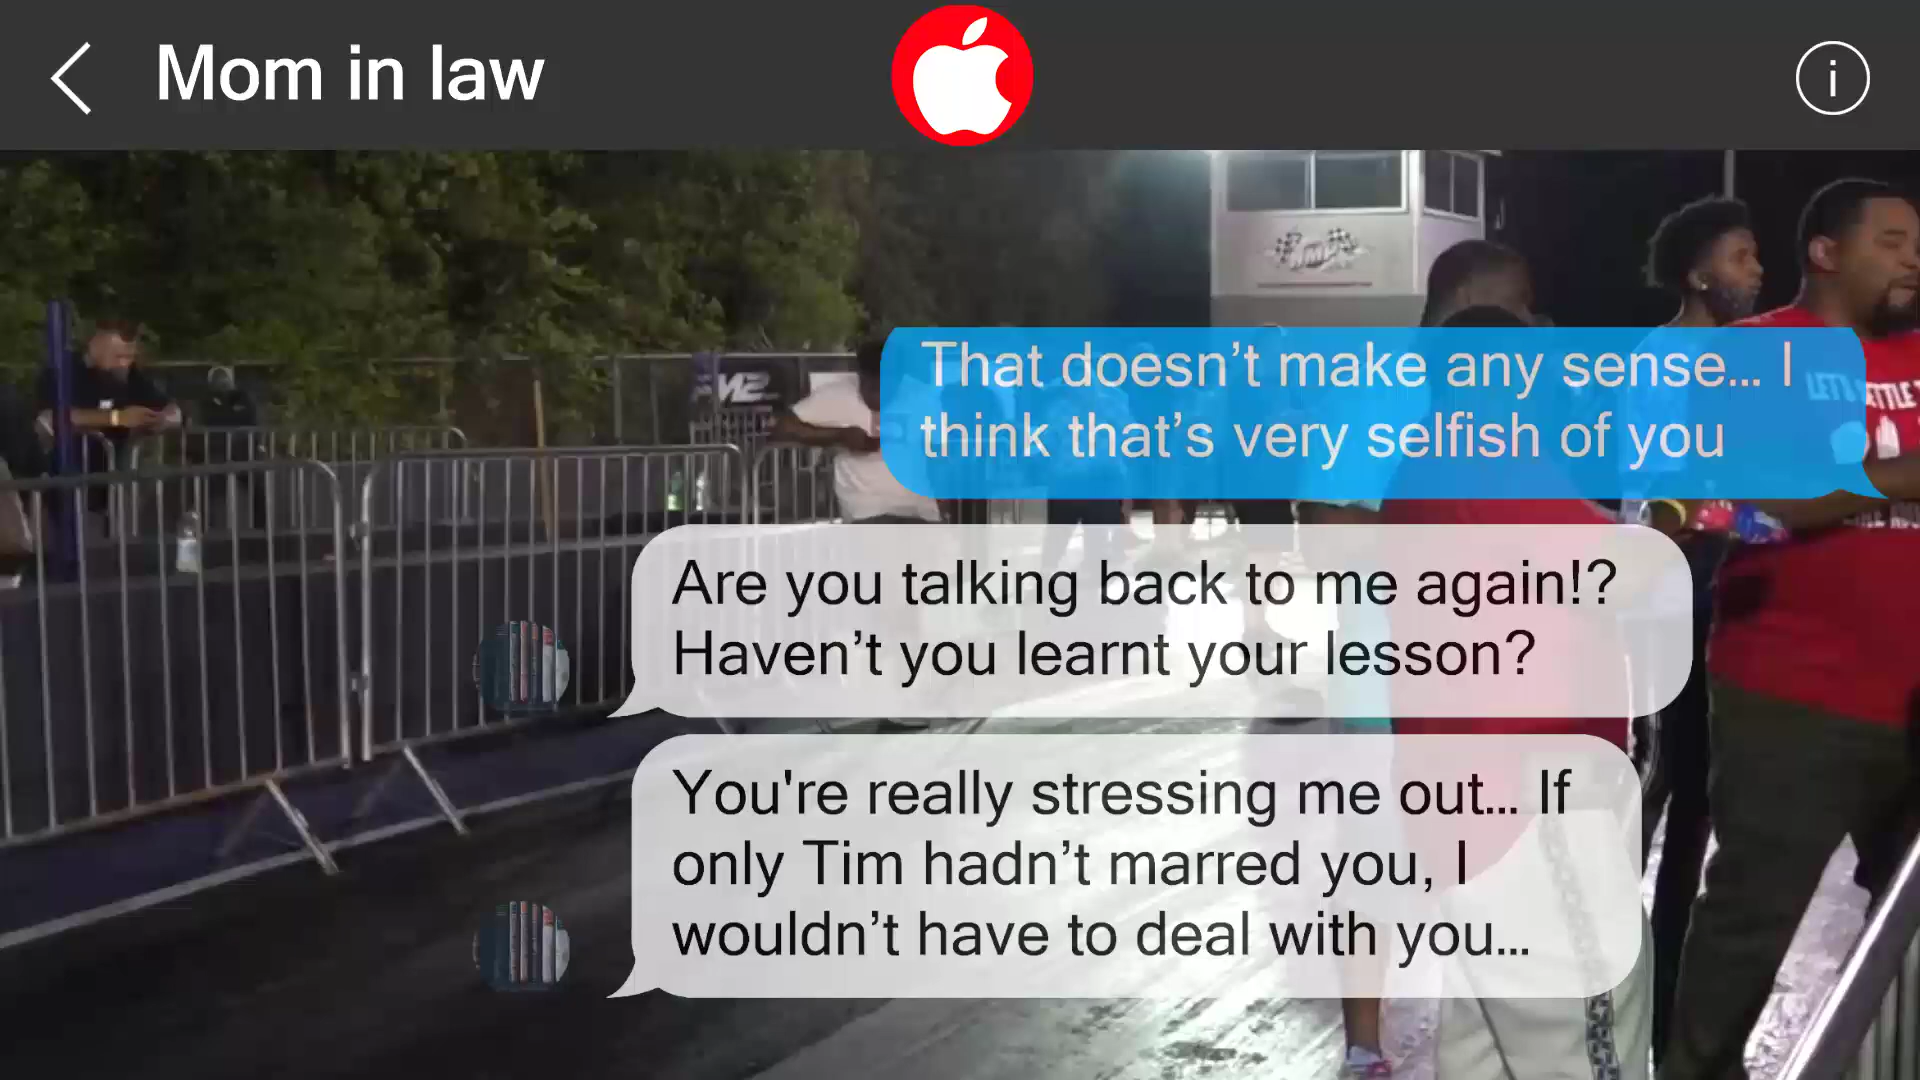 Mom in law
i
That doesn’t make any sense... I
think that’s very selfish of you
Are you talking back to me again!?
Haven’t you learnt your lesson?
You're really stressing me out... If
only Tim hadn’t marred you, I
wouldn’t have to deal with you...